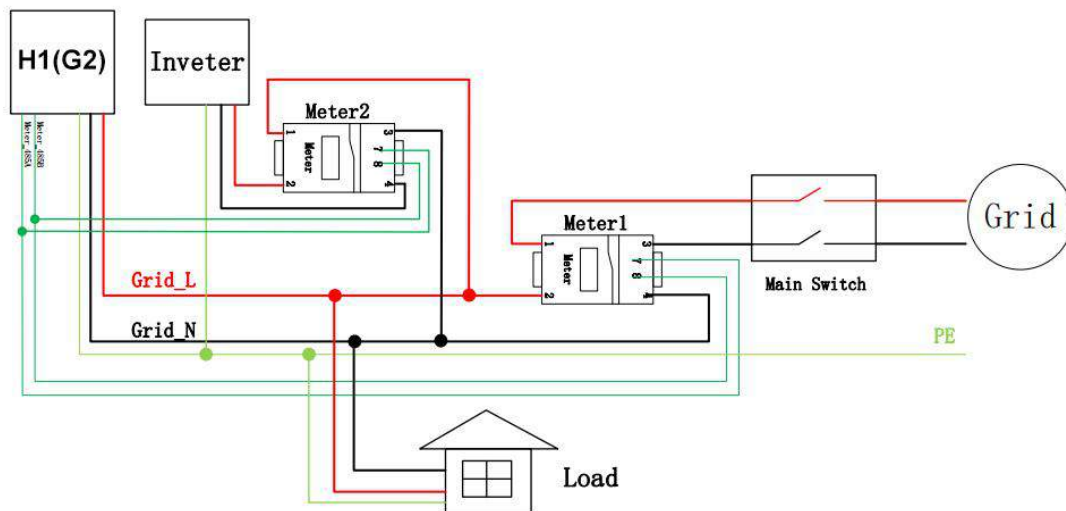 H1(G2)
Inveter
Meter2
1
3
7
8
Meter
2
4
Meter_485A
Meter_485B
Meter1
1
3
7
8
Meter
2
4
Grid
Main Switch
Grid_L
Grid_N
PE
Load